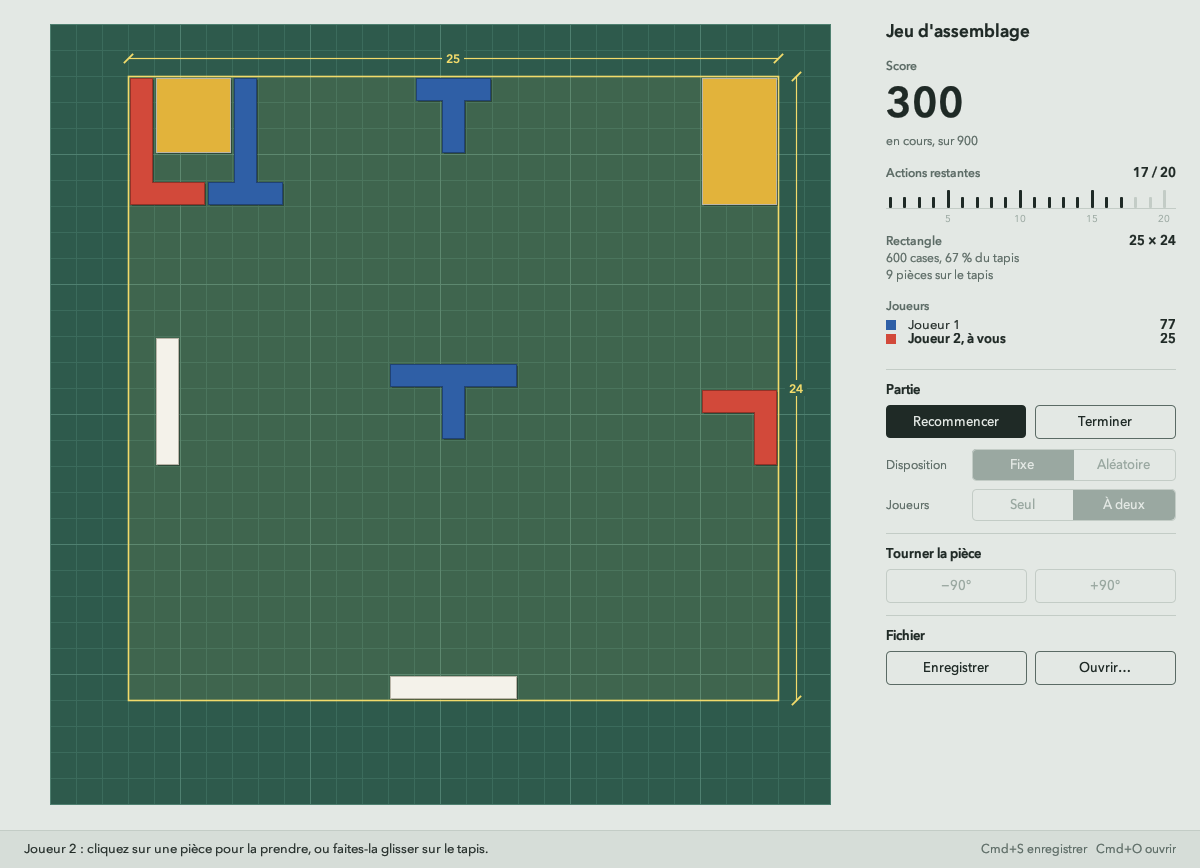 25
24
Jeu d'assemblage
Score
300
en cours, sur 900
Actions restantes 17 / 20
5 10 15 20
Rectangle 25 × 24
600 cases, 67 % du tapis
9 pièces sur le tapis
Joueurs
Joueur 1 77
Joueur 2, à vous 25
Partie
Recommencer Terminer
Disposition Fixe Aléatoire
Joueurs Seul À deux
Tourner la pièce
−90° +90°
Fichier
Enregistrer Ouvrir…
Joueur 2 : cliquez sur une pièce pour la prendre, ou faites-la glisser sur le tapis. Cmd+S enregistrer Cmd+O ouvrir